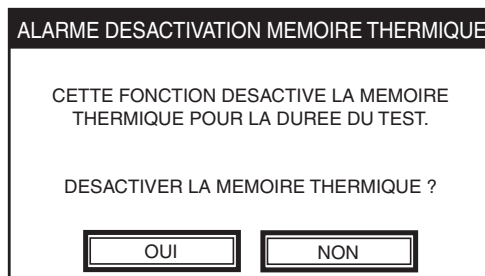 ALARME DESACTIVATION MEMOIRE THERMIQUE
CETTE FONCTION DESACTIVE LA MEMOIRE
THERMIQUE POUR LA DUREE DU TEST.
DESACTIVER LA MEMOIRE THERMIQUE ?
OUI
NON